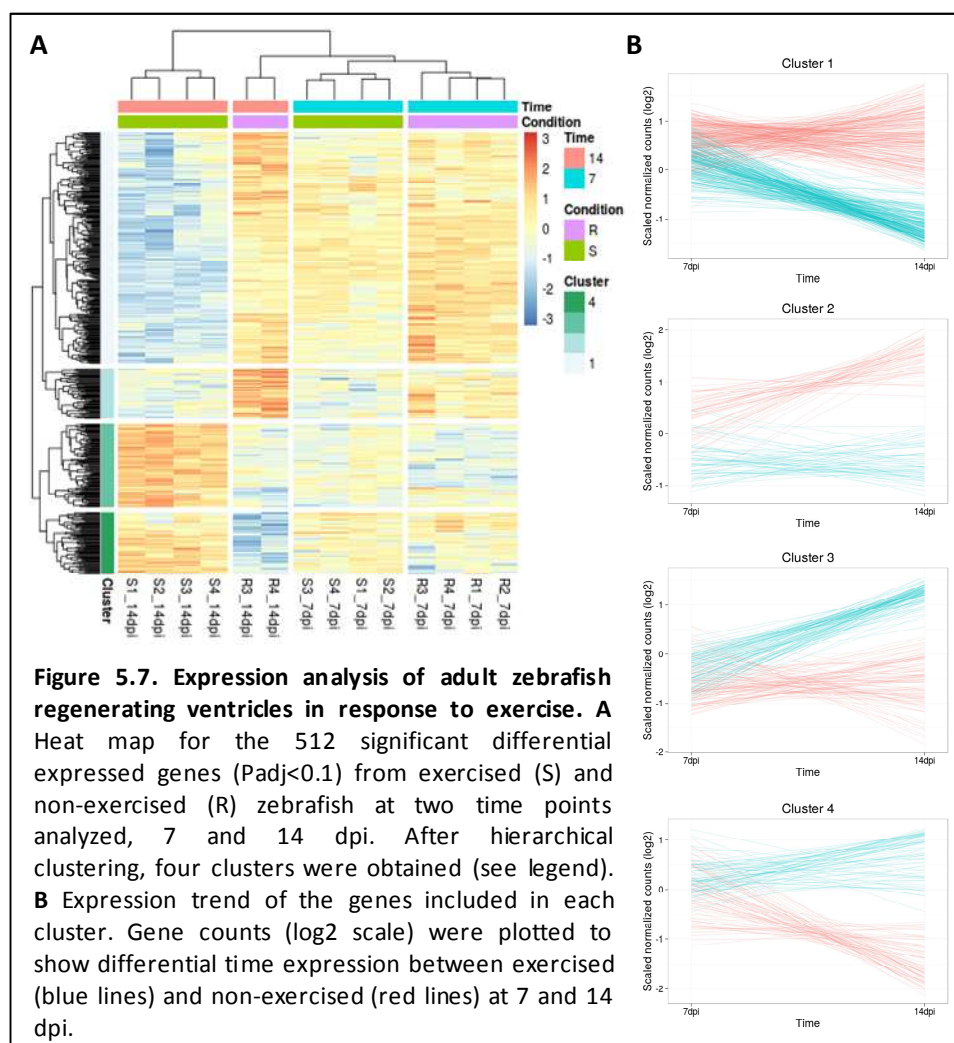 A
Time
Condition
3
2
1
0
-1
-2
-3
Time
14
7
Condition
R
S
Cluster
4
1
Cluster
S1_14dpi
S2_14dpi
S3_14dpi
S4_14dpi
R3_14dpi
R4_14dpi
S3_7dpi
S4_7dpi
S1_7dpi
S2_7dpi
R3_7dpi
R4_7dpi
R1_7dpi
R2_7dpi
Figure 5.7. Expression analysis of adult zebrafish
regenerating ventricles in response to exercise. A
Heat map for the 512 significant differential
expressed genes (Padj<0.1) from exercised (S) and
non-exercised (R) zebrafish at two time points
analyzed, 7 and 14 dpi. After hierarchical
clustering, four clusters were obtained (see legend).
B Expression trend of the genes included in each
cluster. Gene counts (log2 scale) were plotted to
show differential time expression between exercised
(blue lines) and non-exercised (red lines) at 7 and 14
dpi.
B
Cluster 1
Scaled normalized counts (log2)
1
0
-1
7dpi
14dpi
Time
Cluster 2
Scaled normalized counts (log2)
2
1
0
-1
7dpi
14dpi
Time
Cluster 3
Scaled normalized counts (log2)
1
0
-1
-2
7dpi
14dpi
Time
Cluster 4
Scaled normalized counts (log2)
1
0
-1
-2
7dpi
14dpi
Time